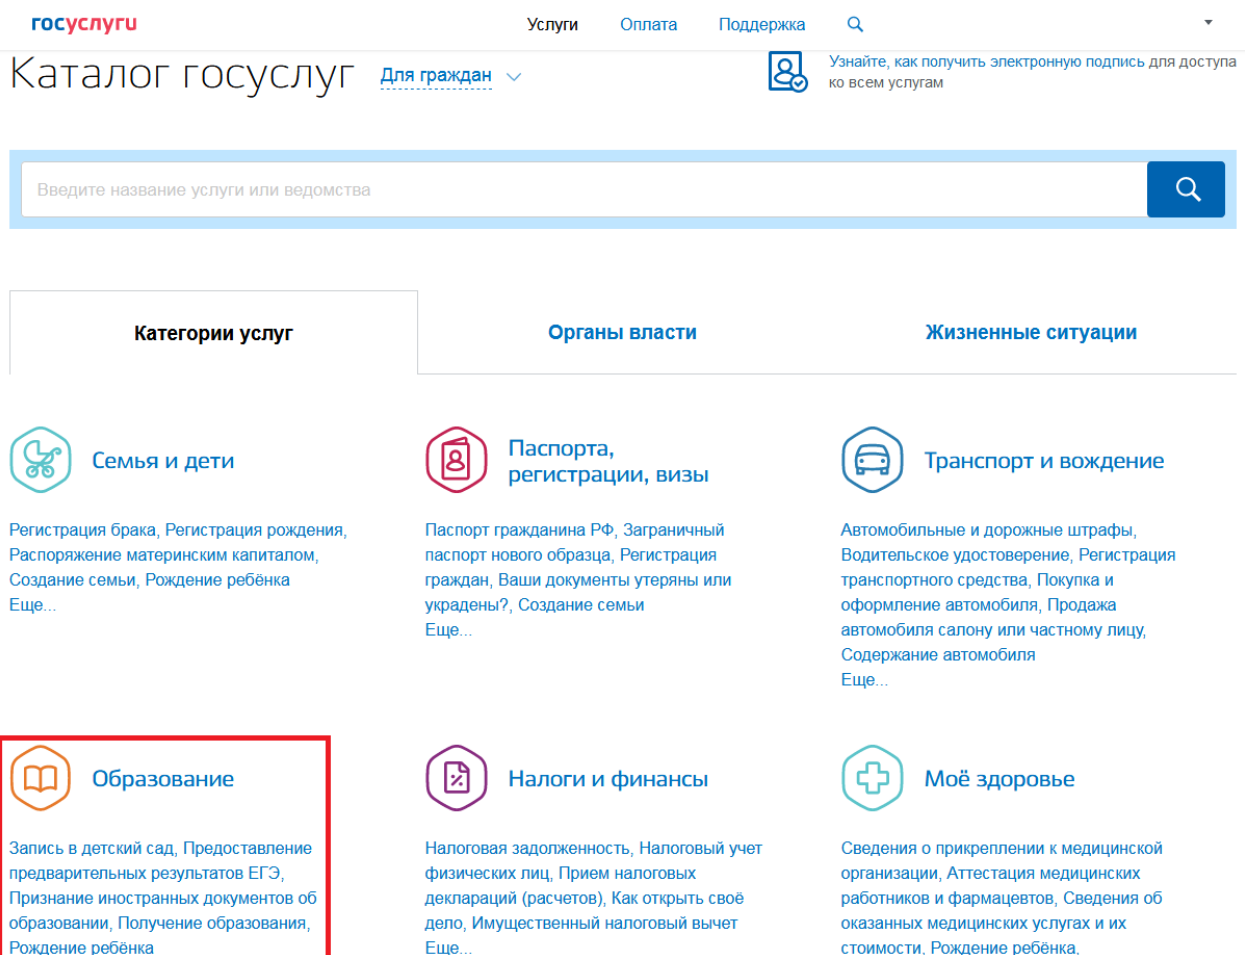 госуслуги
Услуги Оплата Поддержка
Каталог госуслуг Для граждан
Узнайте, как получить электронную подпись для доступа
ко всем услугам
Введите название услуги или ведомства
Категории услуг
Органы власти
Жизненные ситуации
Семья и дети
Регистрация брака, Регистрация рождения,
Распоряжение материнским капиталом,
Создание семьи, Рождение ребёнка
Еще...
Паспорта,
регистрации, визы
Паспорт гражданина РФ, Заграничный
паспорт нового образца, Регистрация
граждан, Ваши документы утеряны или
украдены?, Создание семьи
Еще...
Транспорт и вождение
Автомобильные и дорожные штрафы,
Водительское удостоверение, Регистрация
транспортного средства, Покупка и
оформление автомобиля, Продажа
автомобиля салону или частному лицу,
Содержание автомобиля
Еще...
Образование
Запись в детский сад, Предоставление
предварительных результатов ЕГЭ,
Признание иностранных документов об
образовании, Получение образования,
Рождение ребёнка
Налоги и финансы
Налоговая задолженность, Налоговый учет
физических лиц, Прием налоговых
деклараций (расчетов), Как открыть своё
дело, Имущественный налоговый вычет
Еще...
Моё здоровье
Сведения о прикреплении к медицинской
организации, Аттестация медицинских
работников и фармацевтов, Сведения об
оказанных медицинских услугах и их
стоимости, Рождение ребёнка,